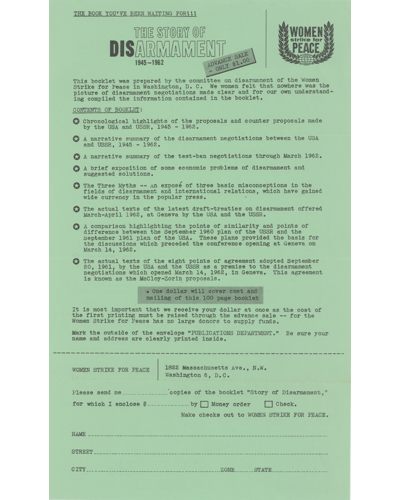 THE BOOK YOU'VE BEEN WAITING FOR!!!
THE STORY OF
DISARMAMENT
1945-1962
ADVANCE SALE
- ONLY $1.00
WOMEN
strike for
PEACE
This booklet was prepared by the committee on disarmament of the Women
Strike for Peace in Washington, D. C. We women felt that nowhere was the
picture of disarmament negotiations made clear and for our own understand-
ing compiled the information contained in the booklet.
CONTENTS OF BOOKLET:
Chronological highlights of the proposals and counter proposals made
by the USA and USSR, 1945 - 1962.
A narrative summary of the disarmament negotiations between the USA
and USSR, 1945 - 1962.
A narrative summary of the test-ban negotiations through March 1962.
A brief exposition of some economic problems of disarmament and
suggested solutions.
The Three Myths -- An exposé of three basic misconceptions in the
fields of disarmament and international relations, which have gained
wide currency in the popular press.
The actual texts of the latest draft-treaties on disarmament offered
March-April 1962, at Geneva by the USA and the USSR.
A comparison highlighting the points of similarity and points of
difference between the September 1960 plan of the USSR and the
September 1961 plan of the USA. These plans provided the basis for
the discussions which preceded the conference opening at Geneva on
March 14, 1962.
The actual texts of the eight points of agreement adopted September
20, 1961, by the USA and the USSR as a premise to the disarmament
negotiations which opened March 14, 1962, in Geneva. This agreement
is known as the McCloy-Zorin proposals.
One dollar will cover cost and
mailing of this 100 page booklet
It is most important that we receive your dollar at once as the cost of
the first printing must be raised through the advance sale -- for the
Women Strike for Peace has no large donors to supply funds.
Mark the outside of the envelope "PUBLICATIONS DEPARTMENT." Be sure your
name and address are clearly printed inside.
WOMEN STRIKE FOR PEACE
1822 Massachusetts Ave., N.W.
Washington 6, D. C.
Please send me copies of the booklet "Story of Disarmament,"
for which I enclose $ by Money order Check.
Make checks out to WOMEN STRIKE FOR PEACE.
NAME
STREET
CITY ZONE STATE